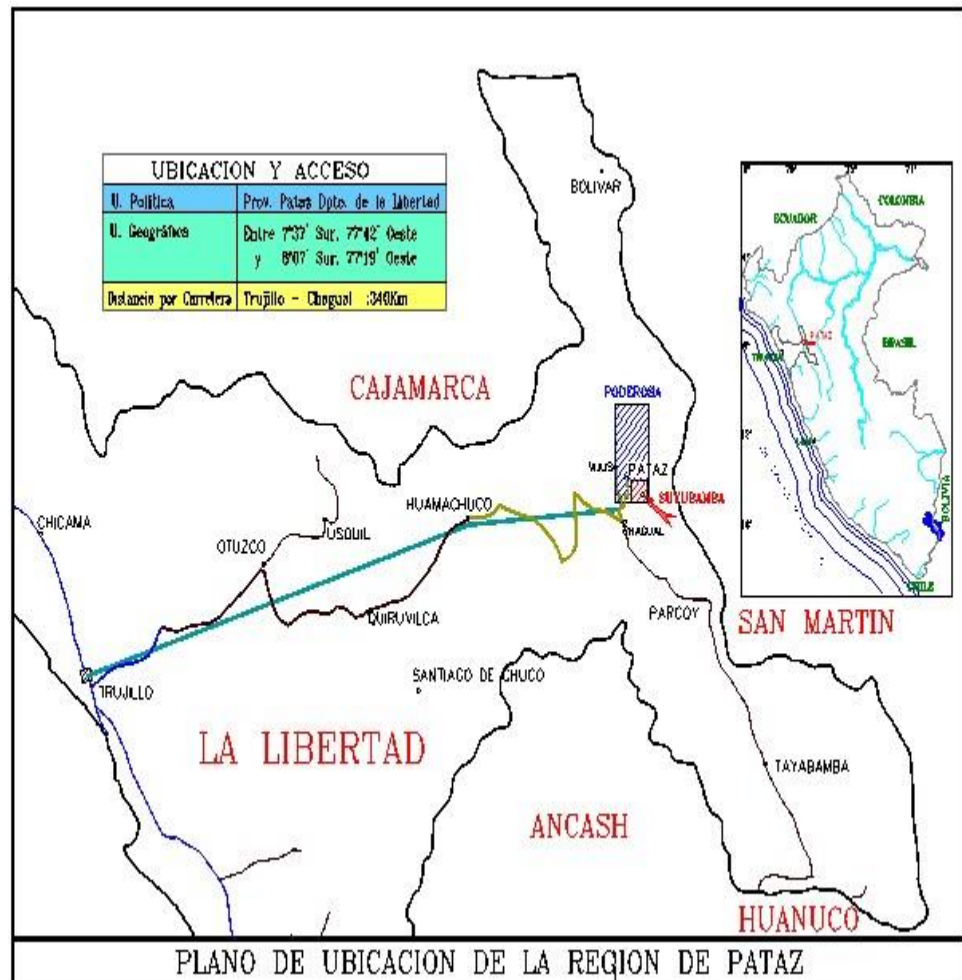 UBICACION Y ACCESO
U. Política
Prov. Pataz Dpto. de la Libertad
U. Geográfica
Entre 7°37' Sur, 77°42' Oeste
y 8°07' Sur, 77°19' Oeste
Distancia por Carretera
Trujillo - Chagual :340Km
BOLIVAR
ECUADOR
COLOMBIA
BRASIL
PATAZ
BOLIVIA
CHILE
CAJAMARCA
PODEROSA
VIJUS
PATAZ
SUYUBAMBA
HUAMACHUCO
CHAGUAL
CHICAMA
USQUIL
OTUZCO
QUIRUVILCA
PARCOY
SAN MARTIN
SANTIAGO DE CHUCO
TRUJILLO
LA LIBERTAD
TAYABAMBA
ANCASH
HUANUCO
PLANO DE UBICACION DE LA REGION DE PATAZ